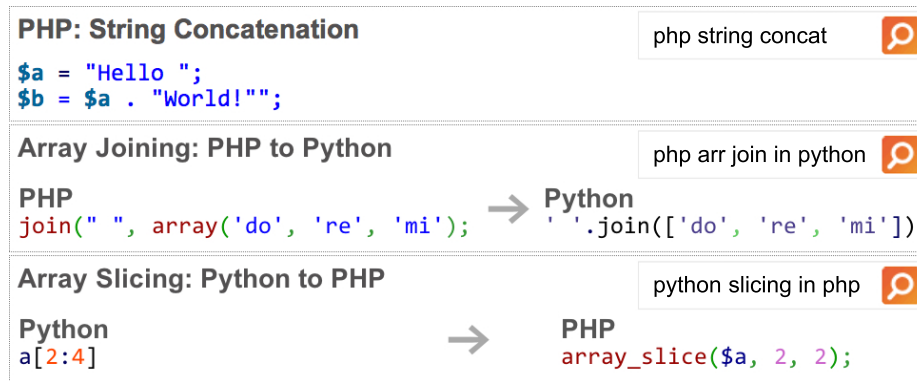 PHP: String Concatenation
php string concat
$a = "Hello ";
$b = $a . "World!"";
Array Joining: PHP to Python
php arr join in python
PHP
Python
join(" ", array('do', 're', 'mi');
' '.join(['do', 're', 'mi'])
Array Slicing: Python to PHP
python slicing in php
Python
PHP
a[2:4]
array_slice($a, 2, 2);